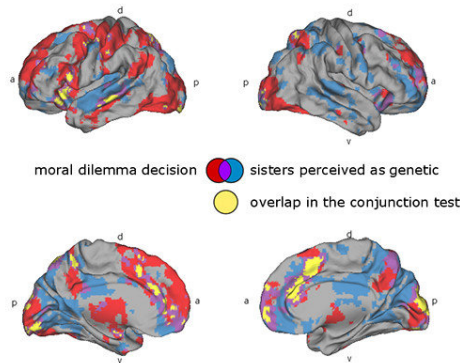 d
d
a
p
p
a
v
moral dilemma decision
sisters perceived as genetic
overlap in the conjunction test
d
d
p
a
a
p
v
v